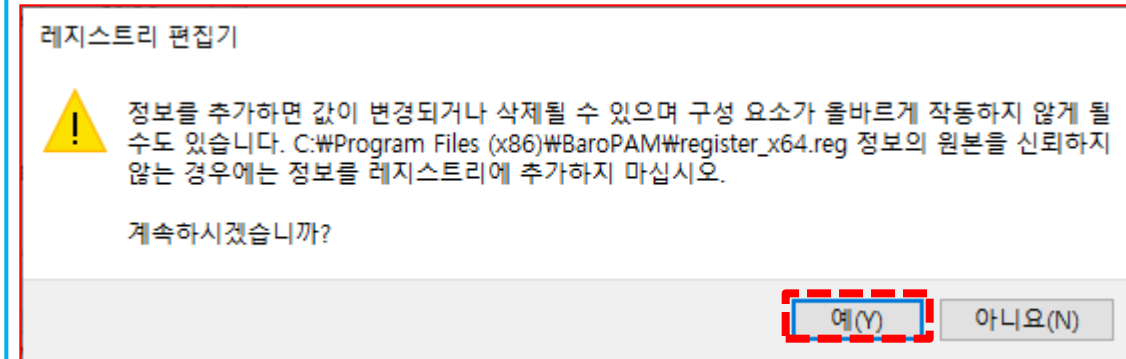 레지스트리 편집기
정보를 추가하면 값이 변경되거나 삭제될 수 있으며 구성 요소가 올바르게 작동하지 않게 될
수도 있습니다. C:₩Program Files (x86)₩BaroPAM₩register_x64.reg 정보의 원본을 신뢰하지
않는 경우에는 정보를 레지스트리에 추가하지 마십시오.
계속하시겠습니까?
예(Y) 아니요(N)